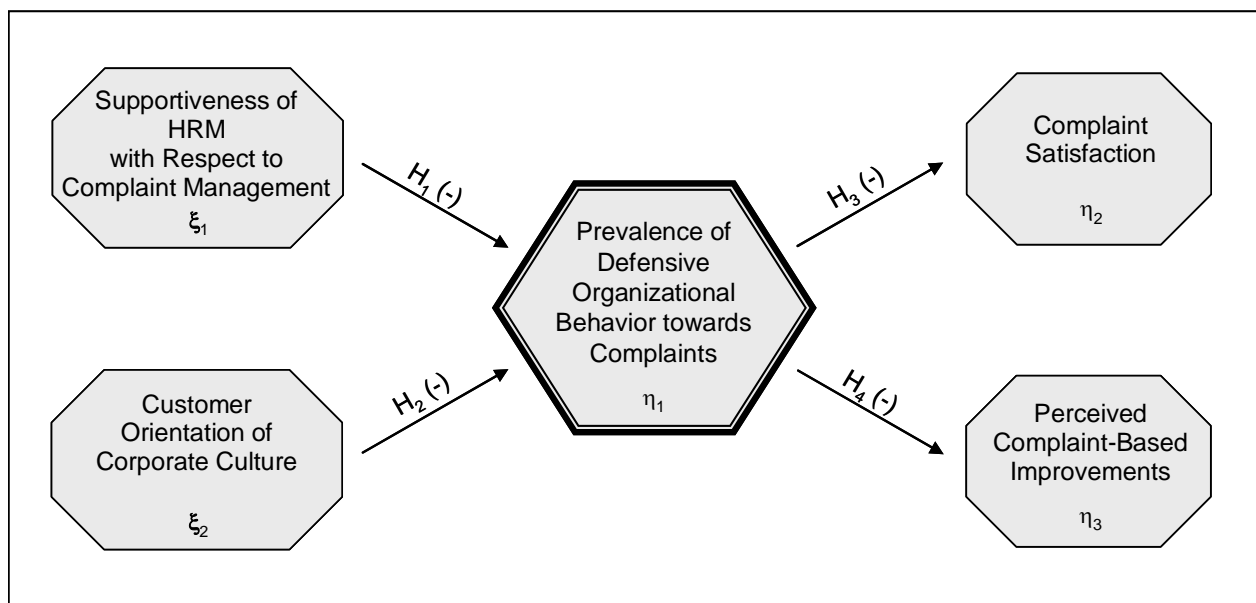 Supportiveness of
HRM
with Respect to
Complaint Management
ξ1
H1 (-)
Customer
Orientation of
Corporate Culture
ξ2
H2 (-)
Prevalence of
Defensive
Organizational
Behavior towards
Complaints
η1
H3 (-)
Complaint
Satisfaction
η2
H4 (-)
Perceived
Complaint-Based
Improvements
η3